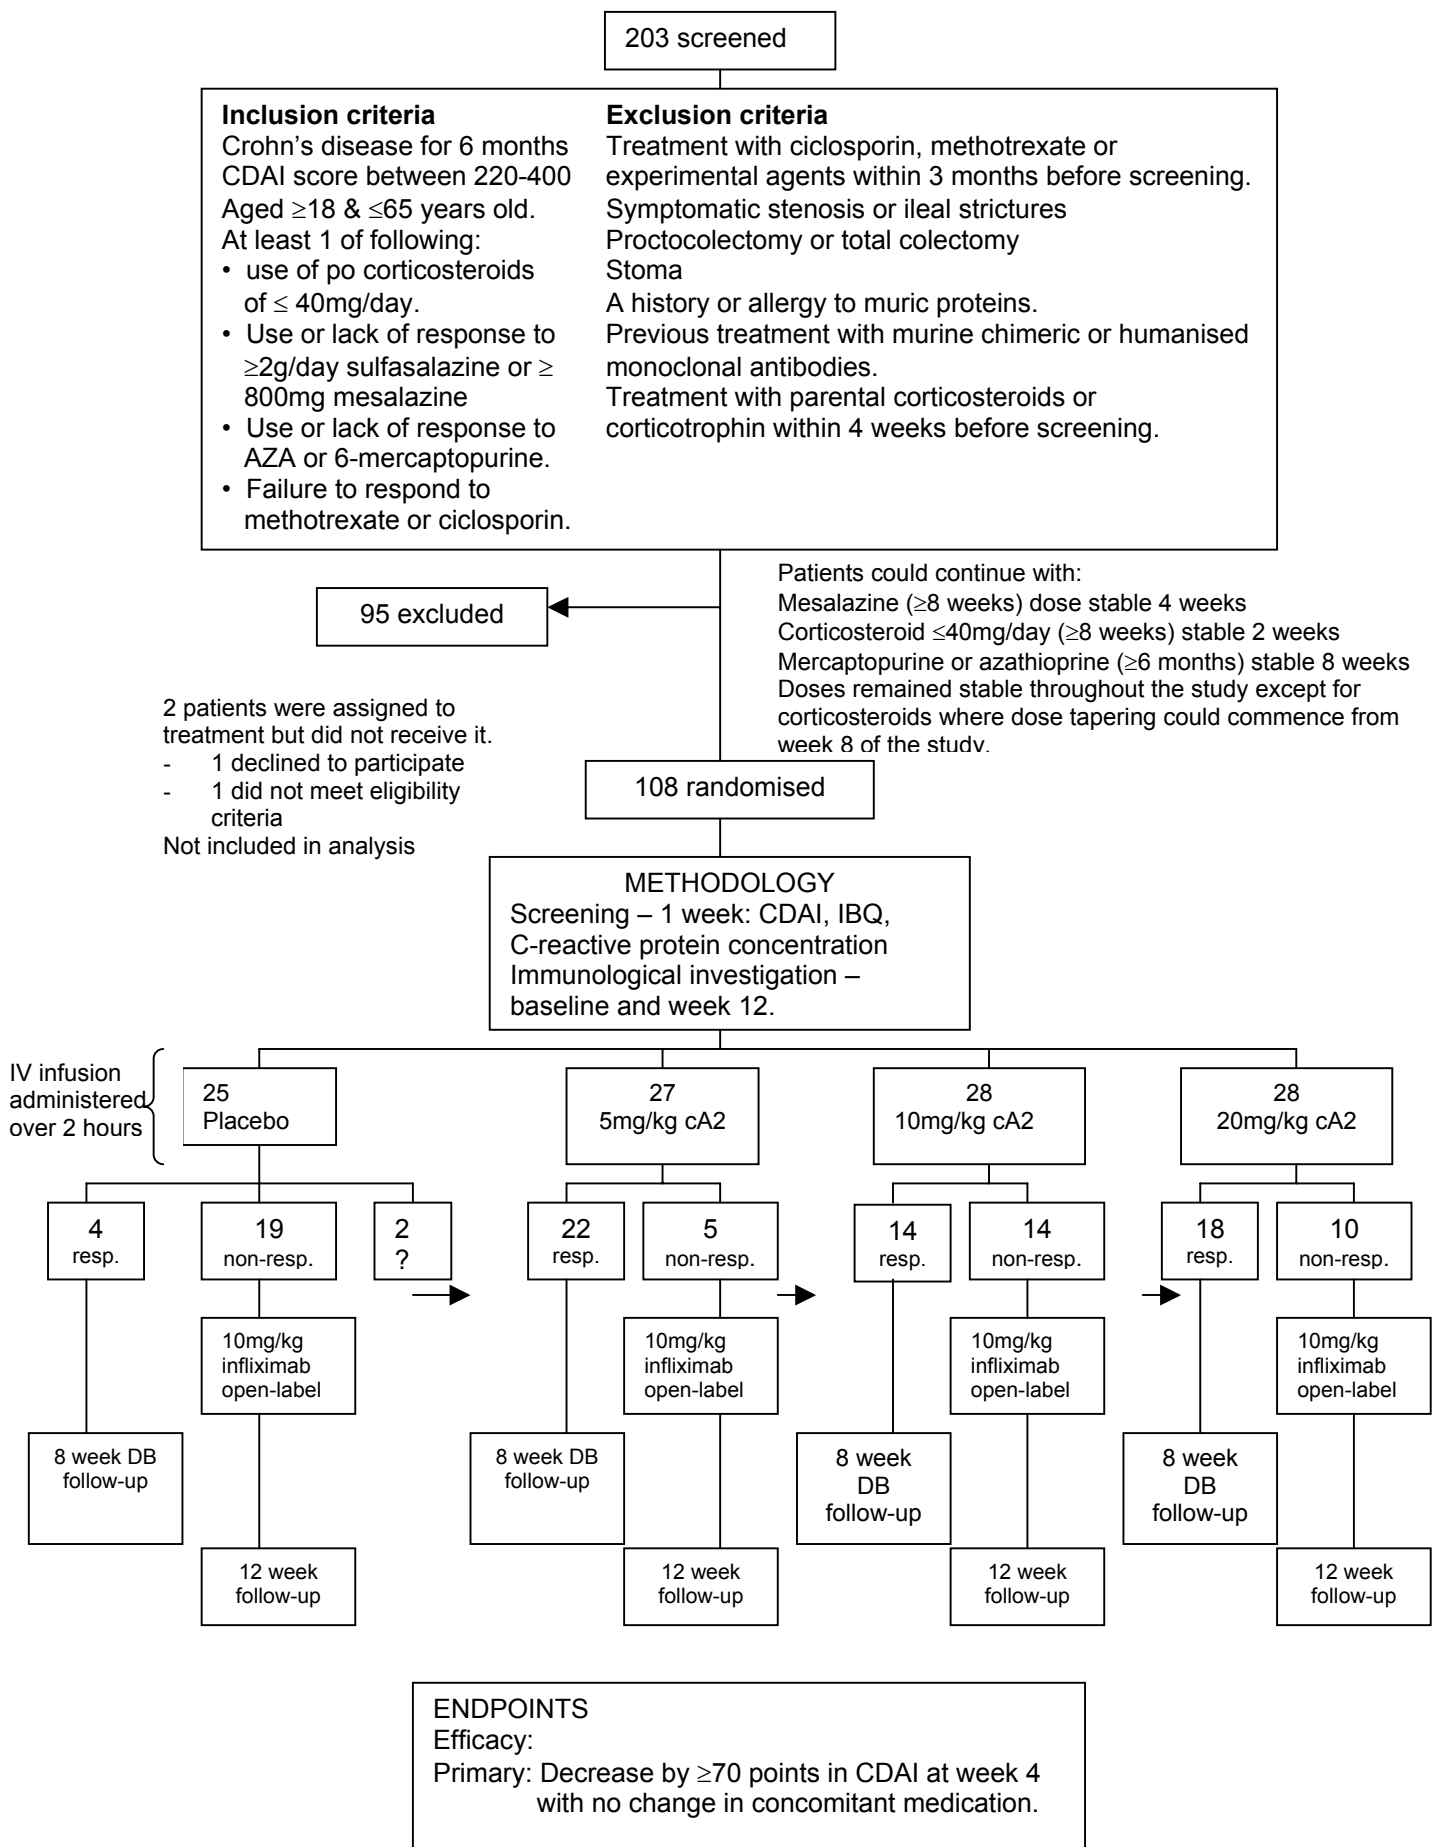 203 screened
Inclusion criteria
Crohn's disease for 6 months
CDAI score between 220-400
Aged ≥18 & ≤65 years old.
At least 1 of following:
• use of po corticosteroids
of ≤ 40mg/day.
• Use or lack of response to
≥2g/day sulfasalazine or ≥
800mg mesalazine
• Use or lack of response to
AZA or 6-mercaptopurine.
• Failure to respond to
methotrexate or ciclosporin.
Exclusion criteria
Treatment with ciclosporin, methotrexate or
experimental agents within 3 months before screening.
Symptomatic stenosis or ileal strictures
Proctocolectomy or total colectomy
Stoma
A history or allergy to muric proteins.
Previous treatment with murine chimeric or humanised
monoclonal antibodies.
Treatment with parental corticosteroids or
corticotrophin within 4 weeks before screening.
95 excluded
Patients could continue with:
Mesalazine (≥8 weeks) dose stable 4 weeks
Corticosteroid ≤40mg/day (≥8 weeks) stable 2 weeks
Mercaptopurine or azathioprine (≥6 months) stable 8 weeks
Doses remained stable throughout the study except for
corticosteroids where dose tapering could commence from
week 8 of the study.
2 patients were assigned to
treatment but did not receive it.
- 1 declined to participate
- 1 did not meet eligibility
criteria
Not included in analysis
108 randomised
METHODOLOGY
Screening – 1 week: CDAI, IBQ,
C-reactive protein concentration
Immunological investigation –
baseline and week 12.
IV infusion
administered
over 2 hours
25
Placebo
27
5mg/kg cA2
28
10mg/kg cA2
28
20mg/kg cA2
4
resp.
19
non-resp.
2
?
22
resp.
5
non-resp.
14
resp.
14
non-resp.
18
resp.
10
non-resp.
10mg/kg
infliximab
open-label
10mg/kg
infliximab
open-label
10mg/kg
infliximab
open-label
10mg/kg
infliximab
open-label
8 week DB
follow-up
8 week DB
follow-up
8 week
DB
follow-up
8 week
DB
follow-up
12 week
follow-up
12 week
follow-up
12 week
follow-up
12 week
follow-up
ENDPOINTS
Efficacy:
Primary: Decrease by ≥70 points in CDAI at week 4
with no change in concomitant medication.